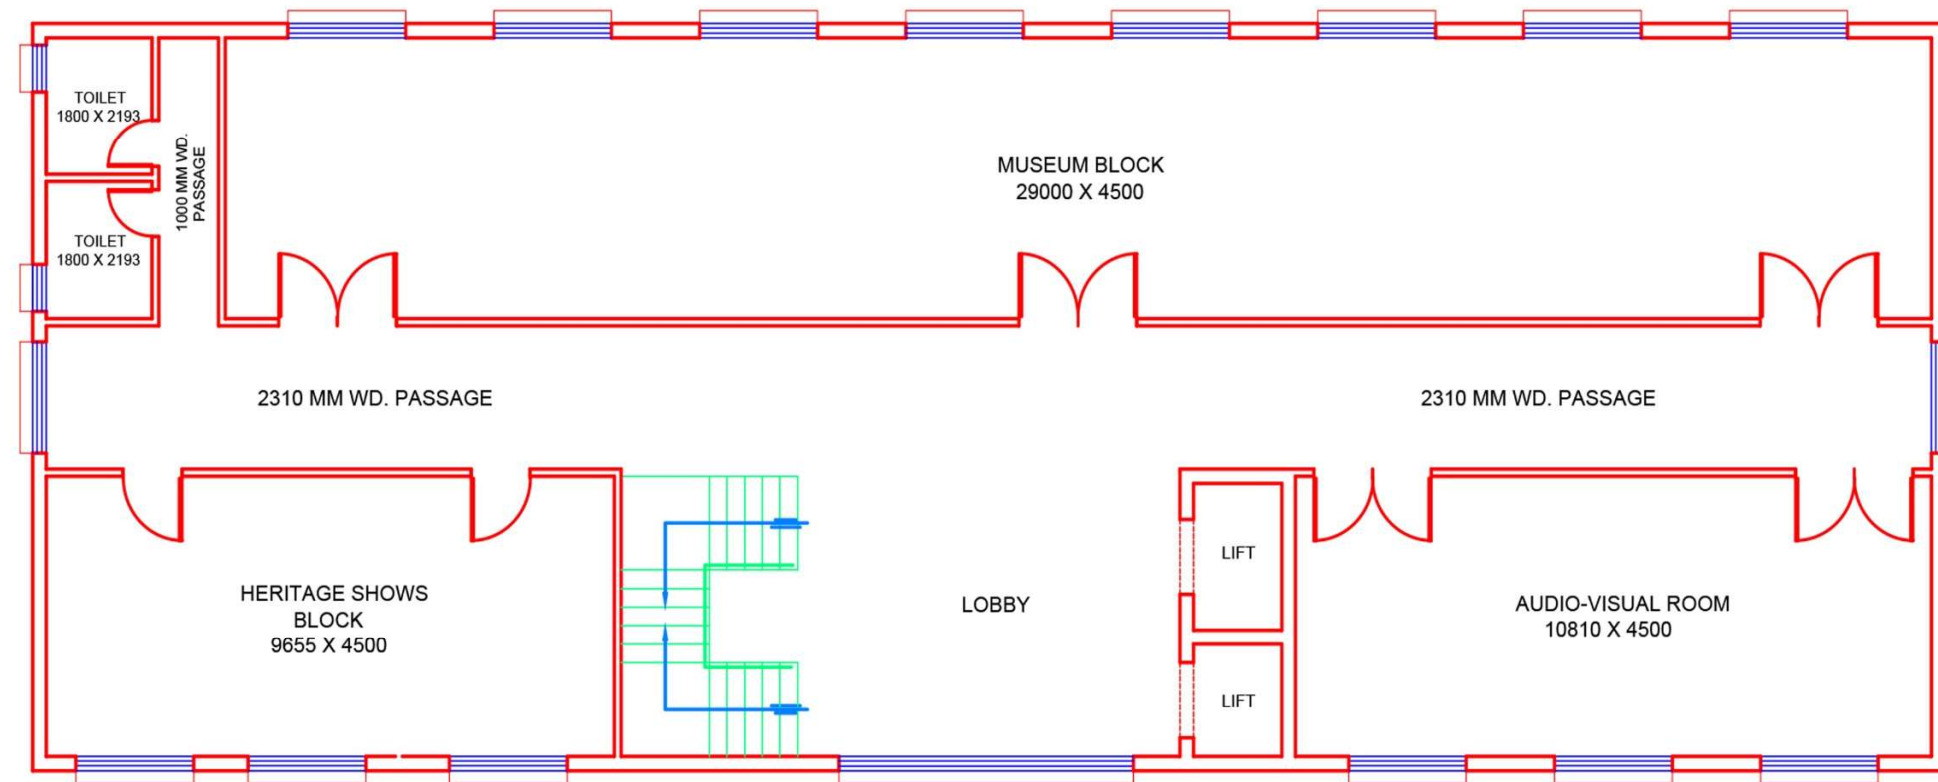 TOILET
1800 X 2193
1000 MM WD.
PASSAGE
TOILET
1800 X 2193
MUSEUM BLOCK
29000 X 4500
2310 MM WD. PASSAGE
2310 MM WD. PASSAGE
HERITAGE SHOWS
BLOCK
9655 X 4500
LOBBY
LIFT
LIFT
AUDIO-VISUAL ROOM
10810 X 4500